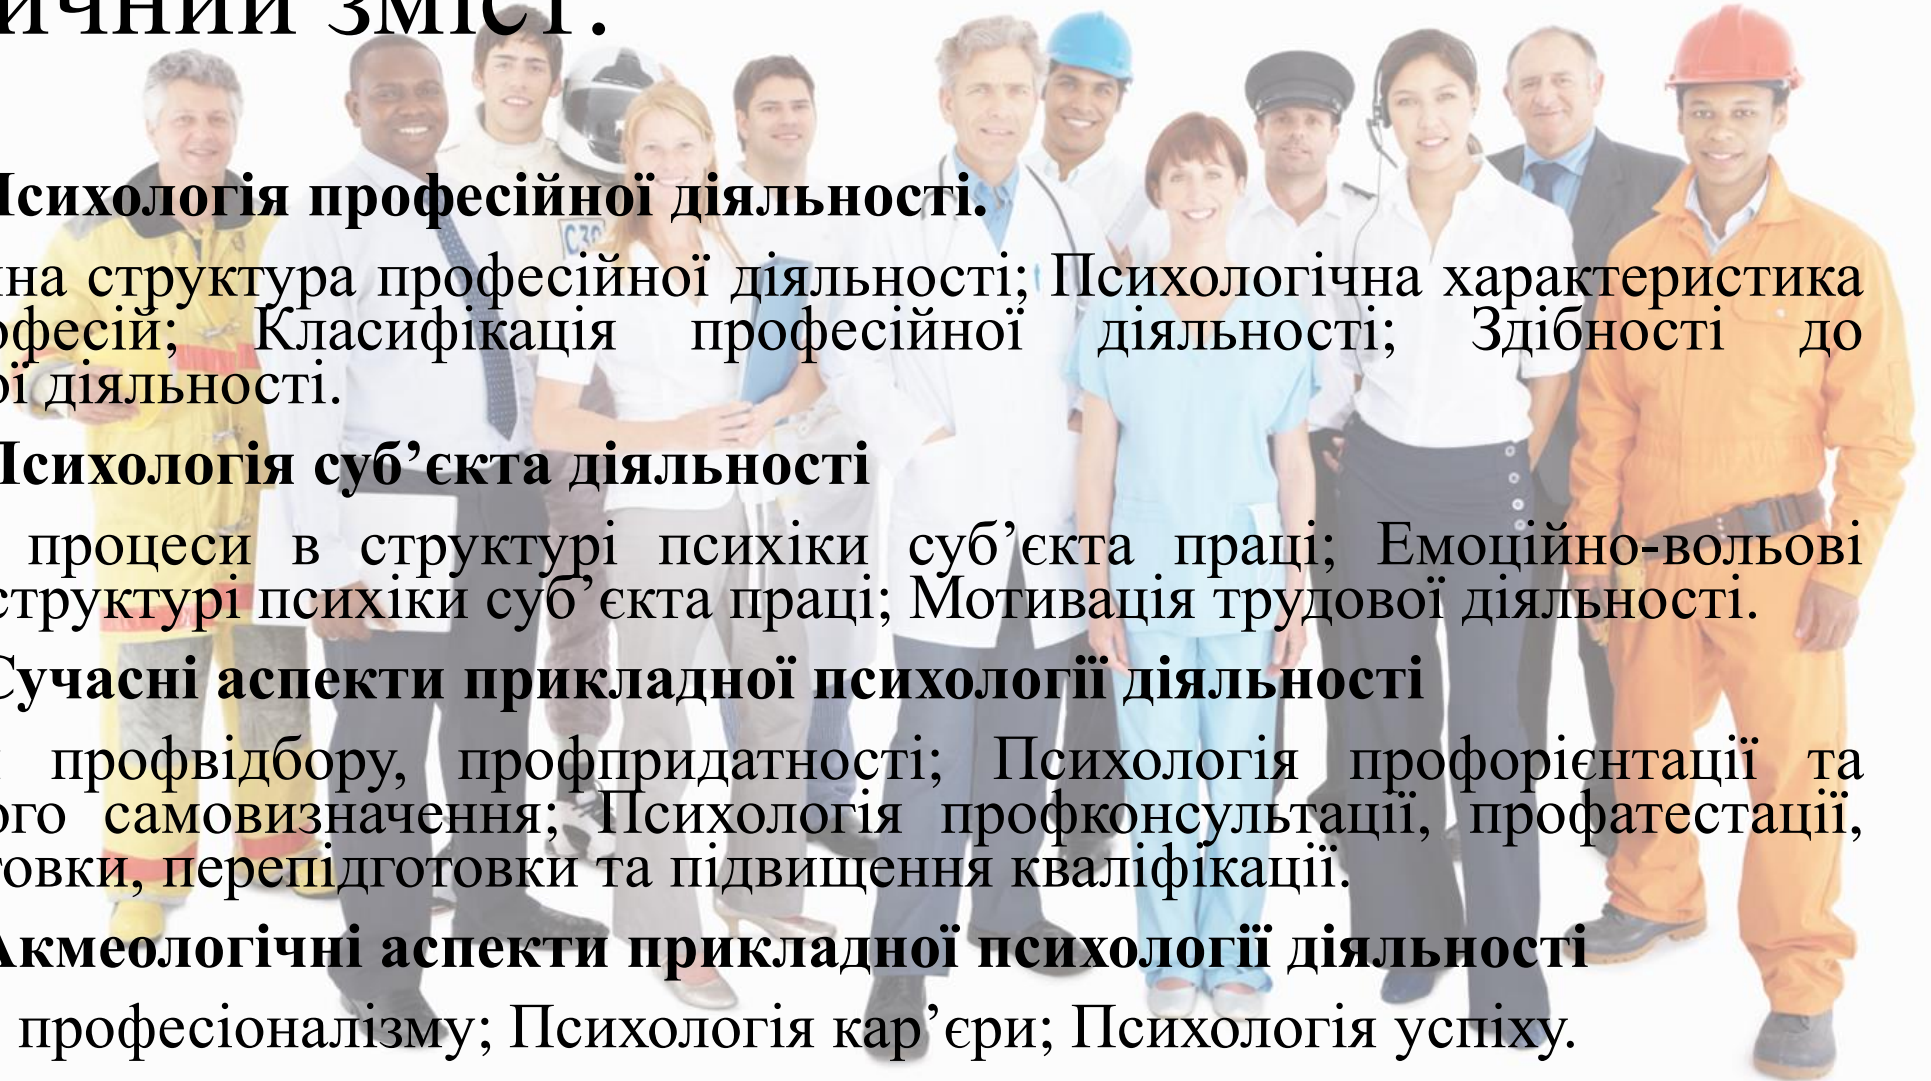 ичний зміст:
Психологія професійної діяльності.
на структура професійної діяльності; Психологічна характеристика
офесій; Класифікація професійної діяльності; Здібності до
ої діяльності.
Психологія суб’єкта діяльності
процеси в структурі психіки суб’єкта праці; Емоційно-вольові
структурі психіки суб’єкта праці; Мотивація трудової діяльності.
Сучасні аспекти прикладної психології діяльності
профвідбору, профпридатності; Психологія профорієнтації та
ого самовизначення; Психологія профконсультації, профатестації,
товки, перепідготовки та підвищення кваліфікації.
Акмеологічні аспекти прикладної психології діяльності
професіоналізму; Психологія кар’єри; Психологія успіху.